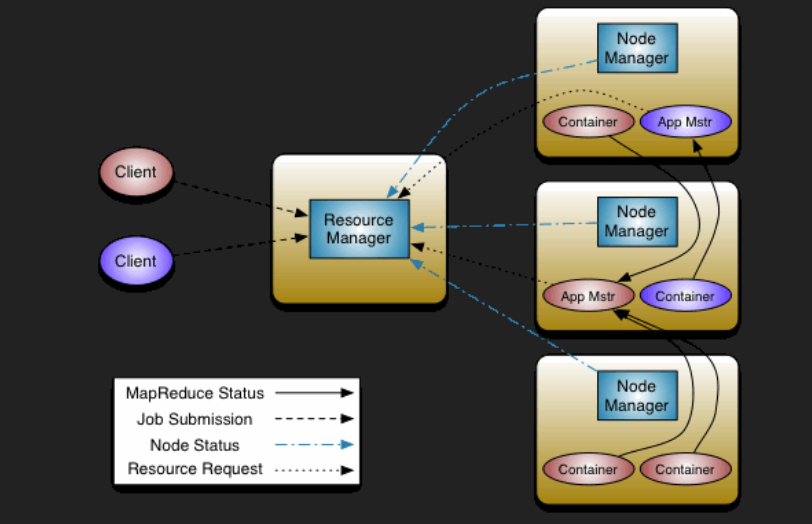 Client
Client
Resource
Manager
Node
Manager
Container
App Mstr
Node
Manager
App Mstr
Container
Node
Manager
Container
Container
MapReduce Status
Job Submission
Node Status
Resource Request